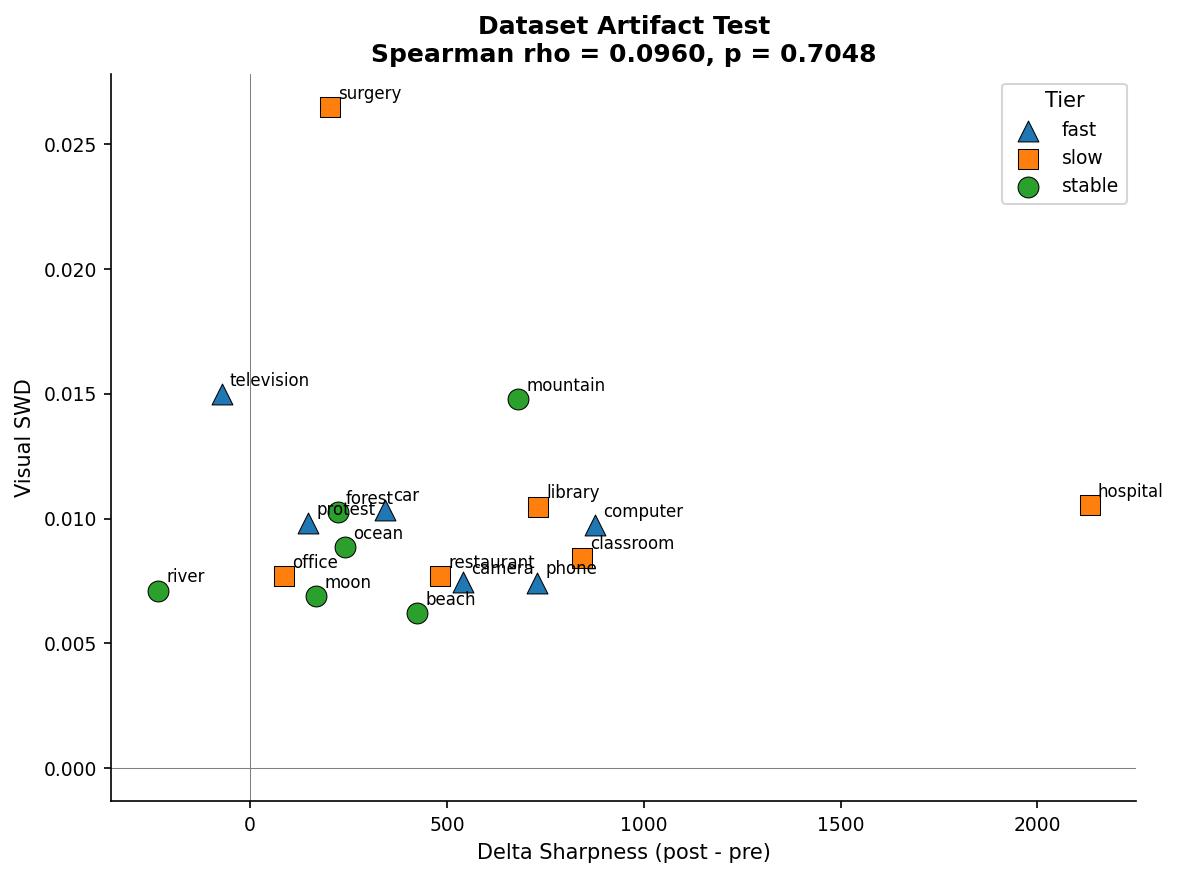 Dataset Artifact Test
Spearman rho = 0.0960, p = 0.7048
Visual SWD
0.025
0.020
0.015
0.010
0.005
0.000
surgery
television
mountain
hospital
library
forest
car
protest
computer
ocean
classroom
office
restaurant
camera
phone
river
moon
beach
Tier
fast
slow
stable
0
500
1000
1500
2000
Delta Sharpness (post - pre)